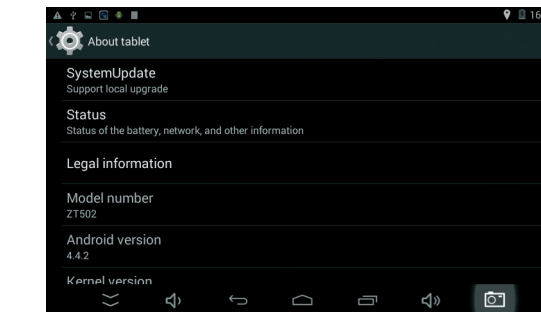 16
About tablet
SystemUpdate
Support local upgrade
Status
Status of the battery, network, and other information
Legal information
Model number
ZT502
Android version
4.4.2
Kernel version